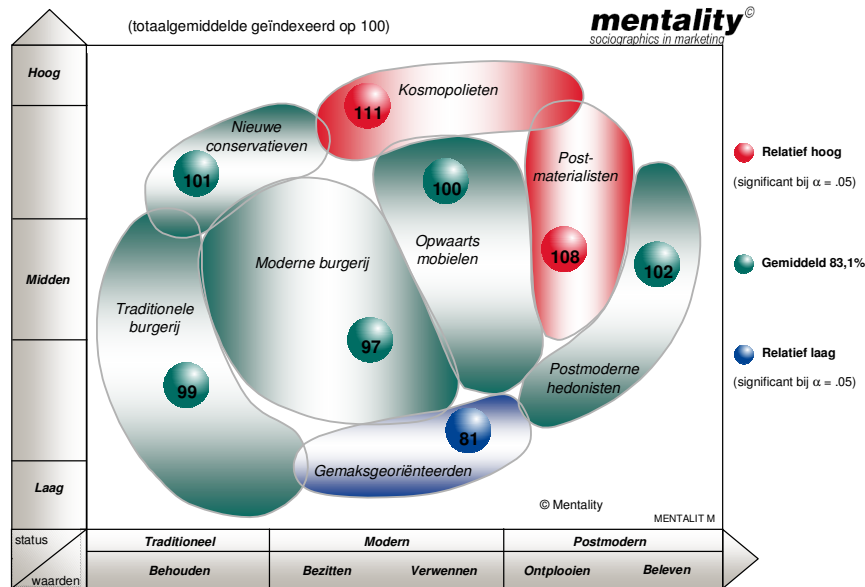 (totaalgemiddelde geïndexeerd op 100)
mentality©
sociographics in marketing
Hoog
Midden
Laag
Kosmopolieten
111
Nieuwe
conservatieven
101
Post-
materialisten
108
100
Opwaarts
mobielen
Moderne burgerij
97
Traditionele
burgerij
99
102
Postmoderne
hedonisten
81
Gemaksgeoriënteerden
Relatief hoog
(significant bij α = .05)
Gemiddeld 83,1%
Relatief laag
(significant bij α = .05)
© Mentality
MENTALIT M
status
waarden
Traditioneel Modern Postmodern
Behouden Bezitten Verwennen Ontplooien Beleven